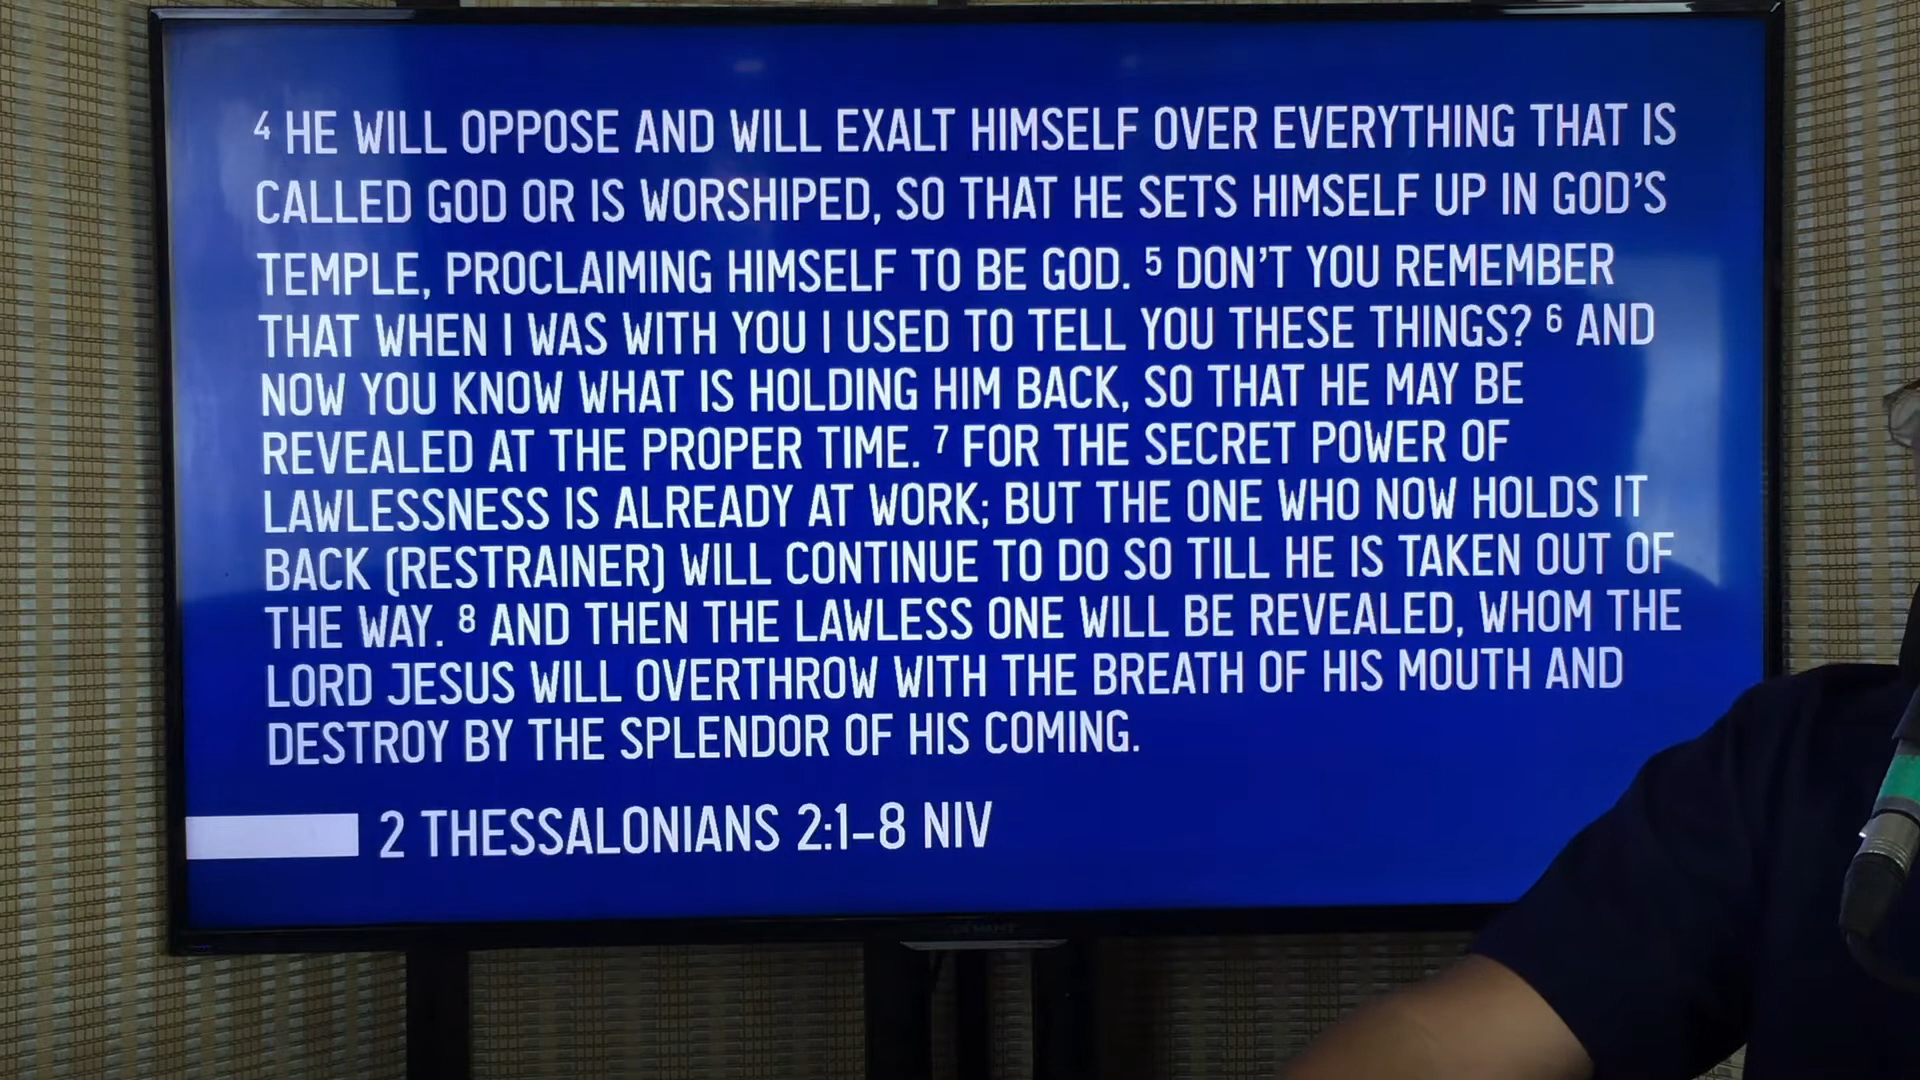 ⁴ HE WILL OPPOSE AND WILL EXALT HIMSELF OVER EVERYTHING THAT IS
CALLED GOD OR IS WORSHIPED, SO THAT HE SETS HIMSELF UP IN GOD’S
TEMPLE, PROCLAIMING HIMSELF TO BE GOD. ⁵ DON’T YOU REMEMBER
THAT WHEN I WAS WITH YOU I USED TO TELL YOU THESE THINGS? ⁶ AND
NOW YOU KNOW WHAT IS HOLDING HIM BACK, SO THAT HE MAY BE
REVEALED AT THE PROPER TIME. ⁷ FOR THE SECRET POWER OF
LAWLESSNESS IS ALREADY AT WORK; BUT THE ONE WHO NOW HOLDS IT
BACK (RESTRAINER) WILL CONTINUE TO DO SO TILL HE IS TAKEN OUT OF
THE WAY. ⁸ AND THEN THE LAWLESS ONE WILL BE REVEALED, WHOM THE
LORD JESUS WILL OVERTHROW WITH THE BREATH OF HIS MOUTH AND
DESTROY BY THE SPLENDOR OF HIS COMING.
2 THESSALONIANS 2:1–8 NIV